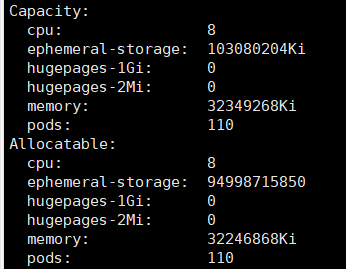 Capacity:
  cpu:                8
  ephemeral-storage:  103080204Ki
  hugepages-1Gi:      0
  hugepages-2Mi:      0
  memory:             32349268Ki
  pods:               110
Allocatable:
  cpu:                8
  ephemeral-storage:  94998715850
  hugepages-1Gi:      0
  hugepages-2Mi:      0
  memory:             32246868Ki
  pods:               110